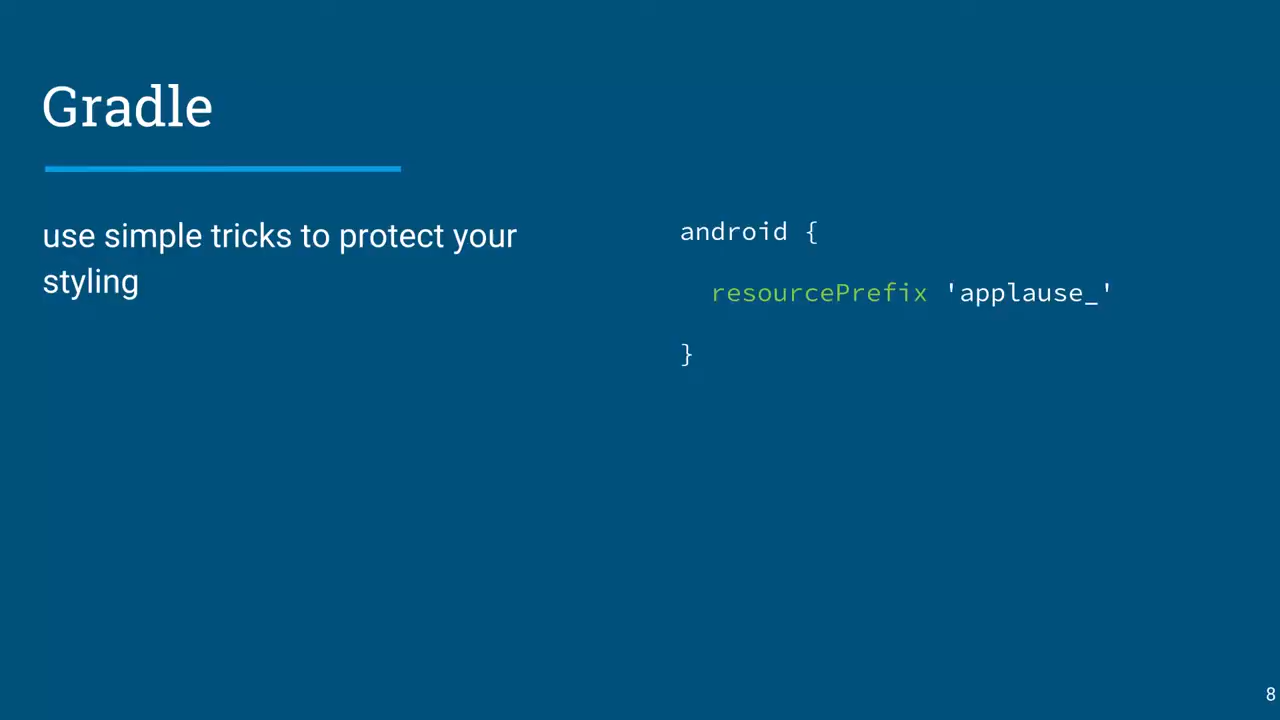 Gradle
use simple tricks to protect your
styling
android {
resourcePrefix 'applause_'
}
8